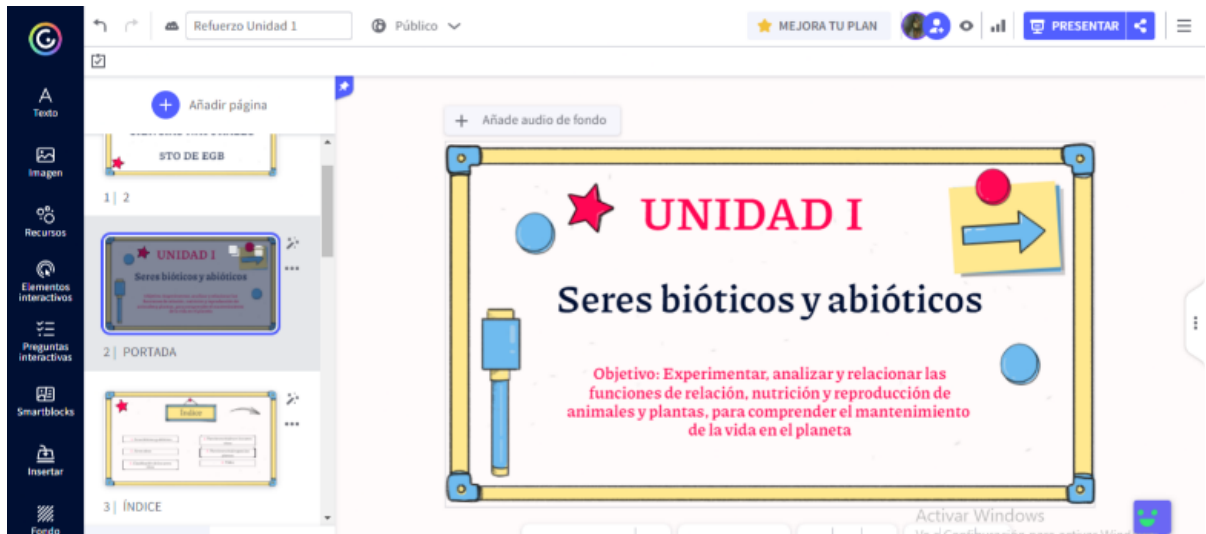 Refuerzo Unidad 1
Público
MEJORA TU PLAN
PRESENTAR
Texto
Imagen
Recursos
Elementos
interactivos
Preguntas
interactivas
Smartblocks
Insertar
Fondo
Añadir página
5TO DE EGB
1 | 2
UNIDAD I
Seres bióticos y abióticos
2 | PORTADA
Índice
3 | ÍNDICE
Añade audio de fondo
UNIDAD I
Seres bióticos y abióticos
Objetivo: Experimentar, analizar y relacionar las
funciones de relación, nutrición y reproducción de
animales y plantas, para comprender el mantenimiento
de la vida en el planeta
Activar Windows